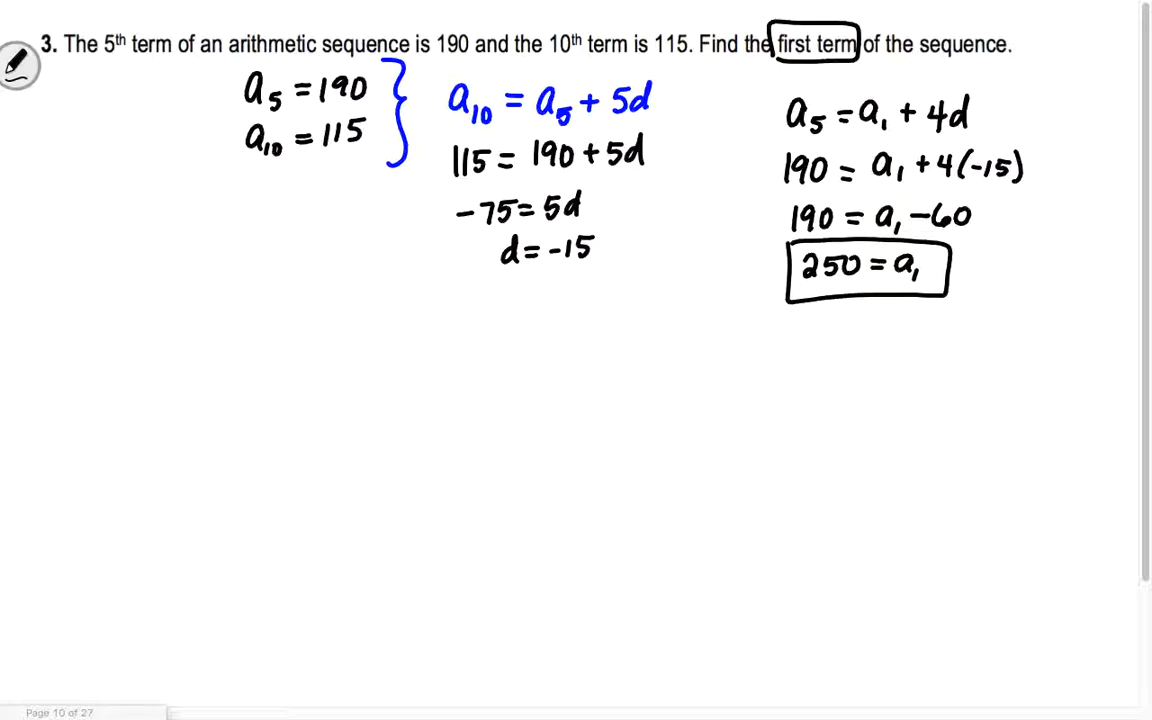 3. The 5th term of an arithmetic sequence is 190 and the 10th term is 115. Find the first term of the sequence.
a₅ = 190
a₁₀ = 115
a₁₀ = a₅ + 5d
115 = 190 + 5d
-75 = 5d
d = -15
a₅ = a₁ + 4d
190 = a₁ + 4(-15)
190 = a₁ - 60
250 = a₁
Page 10 of 27